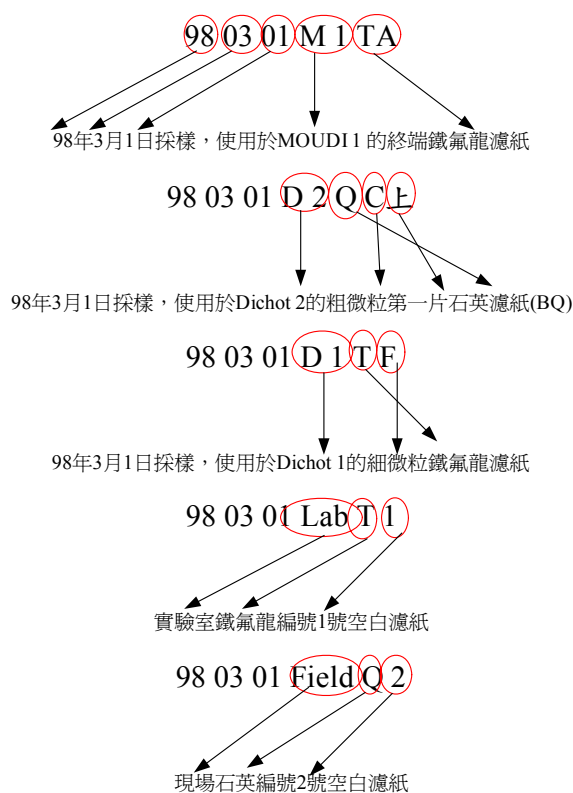 98 03 01 M 1 TA
98年3月1日採樣，使用於MOUDI 1 的終端鐵氟龍濾紙
98 03 01 D 2 Q C 上
98年3月1日採樣，使用於Dichot 2的粗微粒第一片石英濾紙(BQ)
98 03 01 D 1 T F
98年3月1日採樣，使用於Dichot 1的細微粒鐵氟龍濾紙
98 03 01 Lab T 1
實驗室鐵氟龍編號1號空白濾紙
98 03 01 Field Q 2
現場石英編號2號空白濾紙